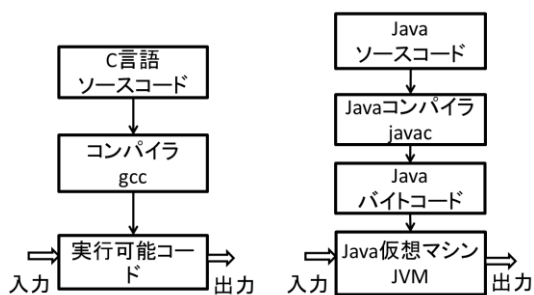 C言語
ソースコード
コンパイラ
gcc
実行可能コー
ド
入力
出力
Java
ソースコード
Javaコンパイラ
javac
Java
バイトコード
Java仮想マシン
JVM
入力
出力